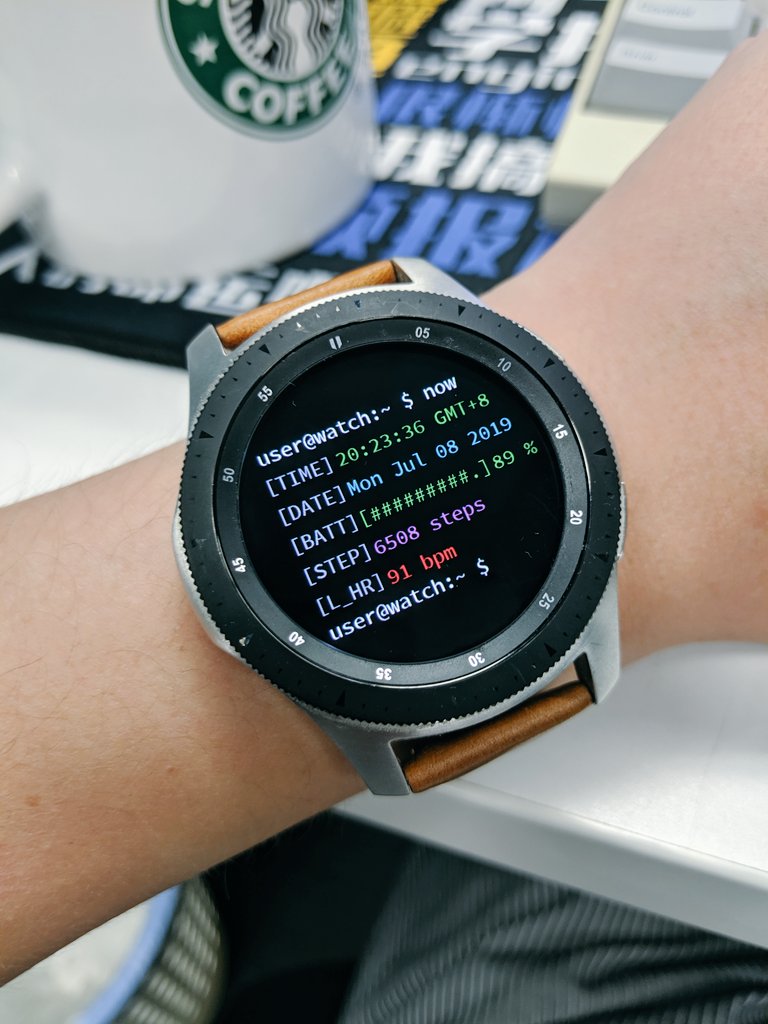 COFFEE
user@watch:~ $ now
[TIME]20:23:36 GMT+8
[DATE]Mon Jul 08 2019
[BATT][#########.]89 %
[STEP]6508 steps
[L_HR]91 bpm
user@watch:~ $
05
10
15
20
25
30
35
40
45
50
55